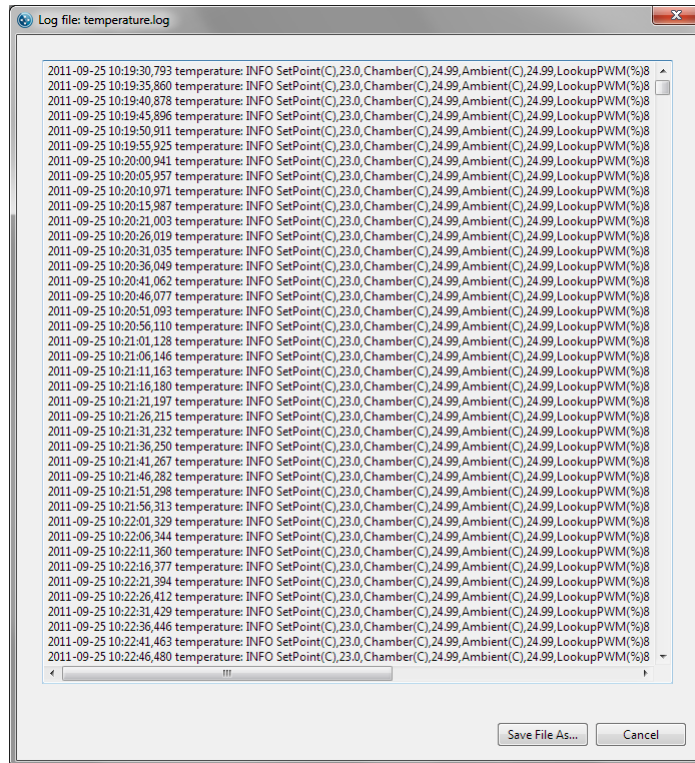 Log file: temperature.log
2011-09-25 10:19:30,793 temperature: INFO SetPoint(C),23.0,Chamber(C),24.99,Ambient(C),24.99,LookupPWM(%)8
2011-09-25 10:19:35,860 temperature: INFO SetPoint(C),23.0,Chamber(C),24.99,Ambient(C),24.99,LookupPWM(%)8
2011-09-25 10:19:40,878 temperature: INFO SetPoint(C),23.0,Chamber(C),24.99,Ambient(C),24.99,LookupPWM(%)8
2011-09-25 10:19:45,896 temperature: INFO SetPoint(C),23.0,Chamber(C),24.99,Ambient(C),24.99,LookupPWM(%)8
2011-09-25 10:19:50,911 temperature: INFO SetPoint(C),23.0,Chamber(C),24.99,Ambient(C),24.99,LookupPWM(%)8
2011-09-25 10:19:55,925 temperature: INFO SetPoint(C),23.0,Chamber(C),24.99,Ambient(C),24.99,LookupPWM(%)8
2011-09-25 10:20:00,941 temperature: INFO SetPoint(C),23.0,Chamber(C),24.99,Ambient(C),24.99,LookupPWM(%)8
2011-09-25 10:20:05,957 temperature: INFO SetPoint(C),23.0,Chamber(C),24.99,Ambient(C),24.99,LookupPWM(%)8
2011-09-25 10:20:10,971 temperature: INFO SetPoint(C),23.0,Chamber(C),24.99,Ambient(C),24.99,LookupPWM(%)8
2011-09-25 10:20:15,987 temperature: INFO SetPoint(C),23.0,Chamber(C),24.99,Ambient(C),24.99,LookupPWM(%)8
2011-09-25 10:20:21,003 temperature: INFO SetPoint(C),23.0,Chamber(C),24.99,Ambient(C),24.99,LookupPWM(%)8
2011-09-25 10:20:26,019 temperature: INFO SetPoint(C),23.0,Chamber(C),24.99,Ambient(C),24.99,LookupPWM(%)8
2011-09-25 10:20:31,035 temperature: INFO SetPoint(C),23.0,Chamber(C),24.99,Ambient(C),24.99,LookupPWM(%)8
2011-09-25 10:20:36,049 temperature: INFO SetPoint(C),23.0,Chamber(C),24.99,Ambient(C),24.99,LookupPWM(%)8
2011-09-25 10:20:41,062 temperature: INFO SetPoint(C),23.0,Chamber(C),24.99,Ambient(C),24.99,LookupPWM(%)8
2011-09-25 10:20:46,077 temperature: INFO SetPoint(C),23.0,Chamber(C),24.99,Ambient(C),24.99,LookupPWM(%)8
2011-09-25 10:20:51,093 temperature: INFO SetPoint(C),23.0,Chamber(C),24.99,Ambient(C),24.99,LookupPWM(%)8
2011-09-25 10:20:56,110 temperature: INFO SetPoint(C),23.0,Chamber(C),24.99,Ambient(C),24.99,LookupPWM(%)8
2011-09-25 10:21:01,128 temperature: INFO SetPoint(C),23.0,Chamber(C),24.99,Ambient(C),24.99,LookupPWM(%)8
2011-09-25 10:21:06,146 temperature: INFO SetPoint(C),23.0,Chamber(C),24.99,Ambient(C),24.99,LookupPWM(%)8
2011-09-25 10:21:11,163 temperature: INFO SetPoint(C),23.0,Chamber(C),24.99,Ambient(C),24.99,LookupPWM(%)8
2011-09-25 10:21:16,180 temperature: INFO SetPoint(C),23.0,Chamber(C),24.99,Ambient(C),24.99,LookupPWM(%)8
2011-09-25 10:21:21,197 temperature: INFO SetPoint(C),23.0,Chamber(C),24.99,Ambient(C),24.99,LookupPWM(%)8
2011-09-25 10:21:26,215 temperature: INFO SetPoint(C),23.0,Chamber(C),24.99,Ambient(C),24.99,LookupPWM(%)8
2011-09-25 10:21:31,232 temperature: INFO SetPoint(C),23.0,Chamber(C),24.99,Ambient(C),24.99,LookupPWM(%)8
2011-09-25 10:21:36,250 temperature: INFO SetPoint(C),23.0,Chamber(C),24.99,Ambient(C),24.99,LookupPWM(%)8
2011-09-25 10:21:41,267 temperature: INFO SetPoint(C),23.0,Chamber(C),24.99,Ambient(C),24.99,LookupPWM(%)8
2011-09-25 10:21:46,282 temperature: INFO SetPoint(C),23.0,Chamber(C),24.99,Ambient(C),24.99,LookupPWM(%)8
2011-09-25 10:21:51,298 temperature: INFO SetPoint(C),23.0,Chamber(C),24.99,Ambient(C),24.99,LookupPWM(%)8
2011-09-25 10:21:56,313 temperature: INFO SetPoint(C),23.0,Chamber(C),24.99,Ambient(C),24.99,LookupPWM(%)8
2011-09-25 10:22:01,329 temperature: INFO SetPoint(C),23.0,Chamber(C),24.99,Ambient(C),24.99,LookupPWM(%)8
2011-09-25 10:22:06,344 temperature: INFO SetPoint(C),23.0,Chamber(C),24.99,Ambient(C),24.99,LookupPWM(%)8
2011-09-25 10:22:11,360 temperature: INFO SetPoint(C),23.0,Chamber(C),24.99,Ambient(C),24.99,LookupPWM(%)8
2011-09-25 10:22:16,377 temperature: INFO SetPoint(C),23.0,Chamber(C),24.99,Ambient(C),24.99,LookupPWM(%)8
2011-09-25 10:22:21,394 temperature: INFO SetPoint(C),23.0,Chamber(C),24.99,Ambient(C),24.99,LookupPWM(%)8
2011-09-25 10:22:26,412 temperature: INFO SetPoint(C),23.0,Chamber(C),24.99,Ambient(C),24.99,LookupPWM(%)8
2011-09-25 10:22:31,429 temperature: INFO SetPoint(C),23.0,Chamber(C),24.99,Ambient(C),24.99,LookupPWM(%)8
2011-09-25 10:22:36,446 temperature: INFO SetPoint(C),23.0,Chamber(C),24.99,Ambient(C),24.99,LookupPWM(%)8
2011-09-25 10:22:41,463 temperature: INFO SetPoint(C),23.0,Chamber(C),24.99,Ambient(C),24.99,LookupPWM(%)8
2011-09-25 10:22:46,480 temperature: INFO SetPoint(C),23.0,Chamber(C),24.99,Ambient(C),24.99,LookupPWM(%)8
Save File As... Cancel